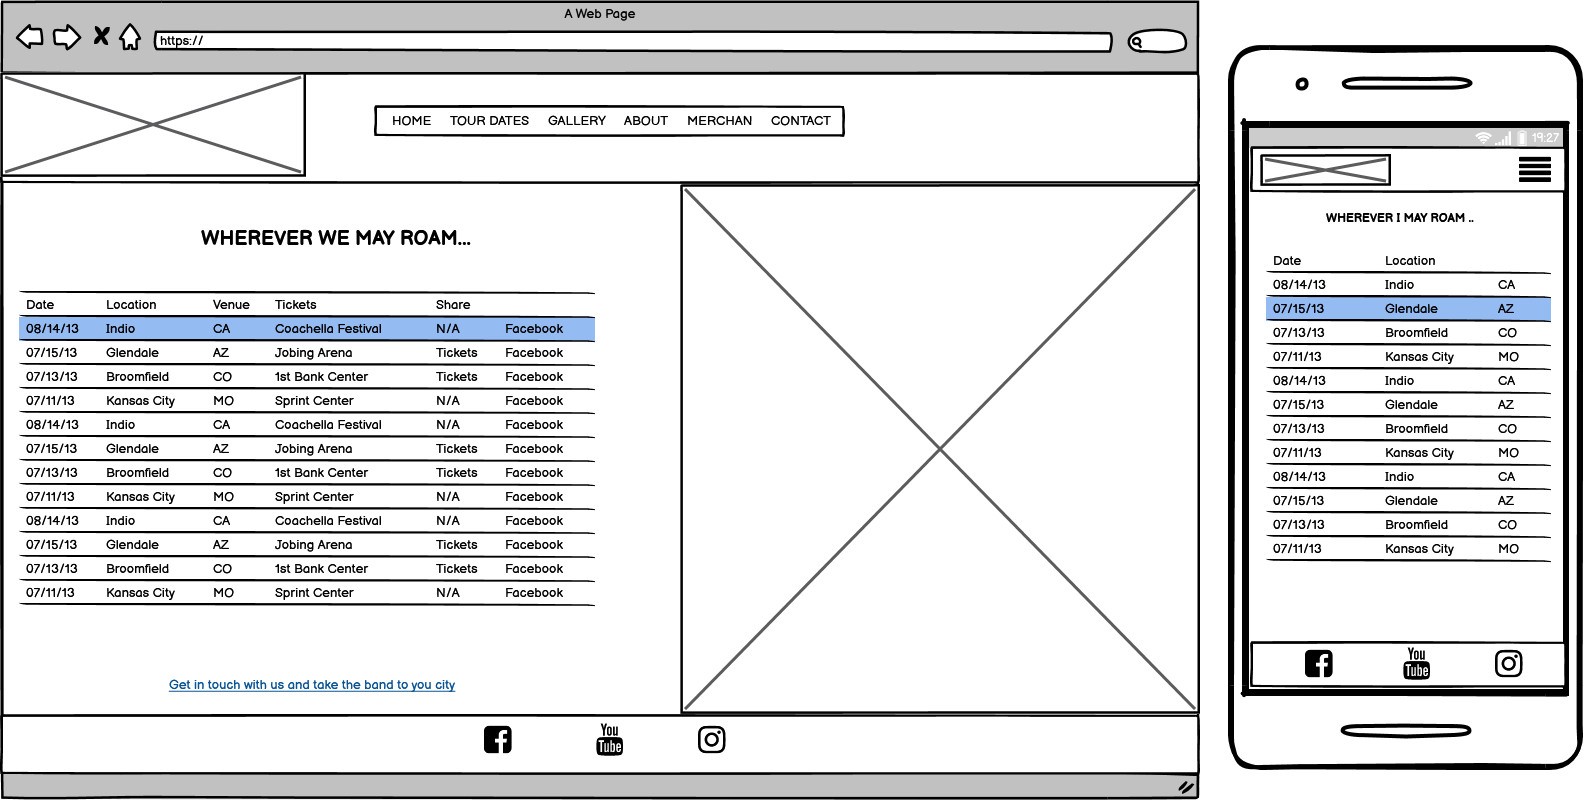 A Web Page
https://
HOME TOUR DATES GALLERY ABOUT MERCHAN CONTACT
WHEREVER WE MAY ROAM...
Date Location Venue Tickets Share
08/14/13 Indio CA Coachella Festival N/A Facebook
07/15/13 Glendale AZ Jobing Arena Tickets Facebook
07/13/13 Broomfield CO 1st Bank Center Tickets Facebook
07/11/13 Kansas City MO Sprint Center N/A Facebook
08/14/13 Indio CA Coachella Festival N/A Facebook
07/15/13 Glendale AZ Jobing Arena Tickets Facebook
07/13/13 Broomfield CO 1st Bank Center Tickets Facebook
07/11/13 Kansas City MO Sprint Center N/A Facebook
08/14/13 Indio CA Coachella Festival N/A Facebook
07/15/13 Glendale AZ Jobing Arena Tickets Facebook
07/13/13 Broomfield CO 1st Bank Center Tickets Facebook
07/11/13 Kansas City MO Sprint Center N/A Facebook
Get in touch with us and take the band to you city
You
Tube
19:27
WHEREVER I MAY ROAM ..
Date Location
08/14/13 Indio CA
07/15/13 Glendale AZ
07/13/13 Broomfield CO
07/11/13 Kansas City MO
08/14/13 Indio CA
07/15/13 Glendale AZ
07/13/13 Broomfield CO
07/11/13 Kansas City MO
08/14/13 Indio CA
07/15/13 Glendale AZ
07/13/13 Broomfield CO
07/11/13 Kansas City MO
You
Tube